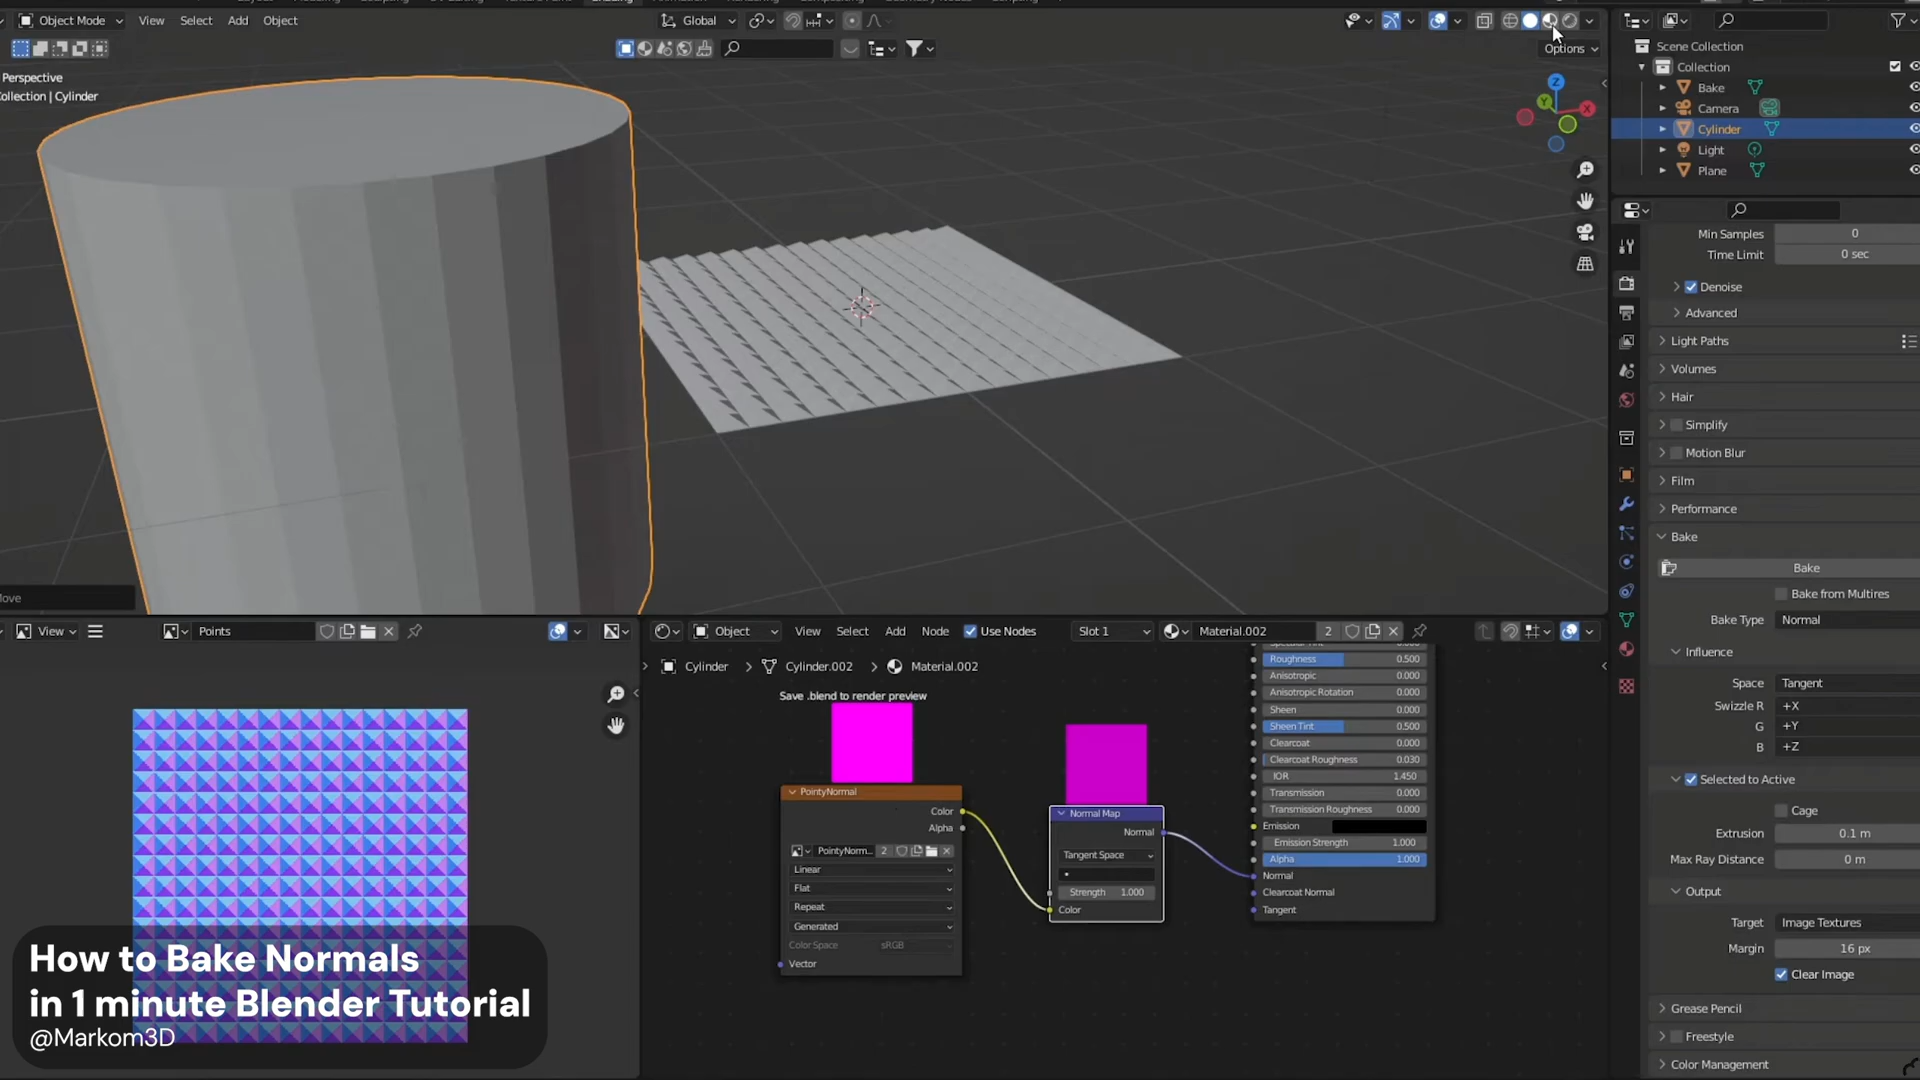 Object Mode View Select Add Object Global
Options
Perspective
ollection | Cylinder
Z
Y
X
ove
Scene Collection
Collection
Bake
Camera
Cylinder
Light
Plane
Min Samples 0
Time Limit 0 sec
Denoise
Advanced
Light Paths
Volumes
Hair
Simplify
Motion Blur
Film
Performance
Bake
Bake
Bake from Multires
Bake Type Normal
Influence
Space Tangent
Swizzle R +X
G +Y
B +Z
Selected to Active
Cage
Extrusion 0.1 m
Max Ray Distance 0 m
Output
Target Image Textures
Margin 16 px
Clear Image
Grease Pencil
Freestyle
Color Management
View Points
Object View Select Add Node Use Nodes Slot 1 Material.002 2
Cylinder > Cylinder.002 > Material.002
Save .blend to render preview
PointyNormal
Color
Alpha
PointyNorm... 2
Linear
Flat
Repeat
Generated
Color Space sRGB
Vector
Normal Map
Normal
Tangent Space
Strength 1.000
Color
Roughness 0.500
Anisotropic 0.000
Anisotropic Rotation 0.000
Sheen 0.000
Sheen Tint 0.500
Clearcoat 0.000
Clearcoat Roughness 0.030
IOR 1.450
Transmission 0.000
Transmission Roughness 0.000
Emission
Emission Strength 1.000
Alpha 1.000
Normal
Clearcoat Normal
Tangent
How to Bake Normals
in 1 minute Blender Tutorial
@Markom3D